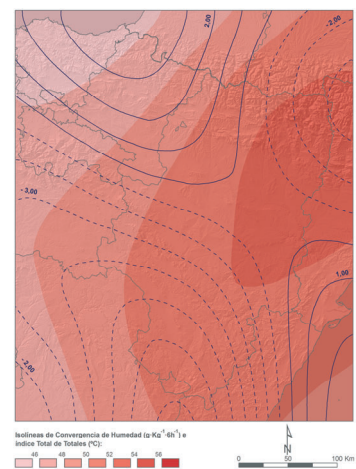 2,00
- 2,00
- 3,00
1,00
- 2,00
Isolíneas de Convergencia de Humedad (g·Kg⁻¹·6h⁻¹) e
Índice Total de Totales (ºC):
46 48 50 52 54 56
N
0 50 100 Km